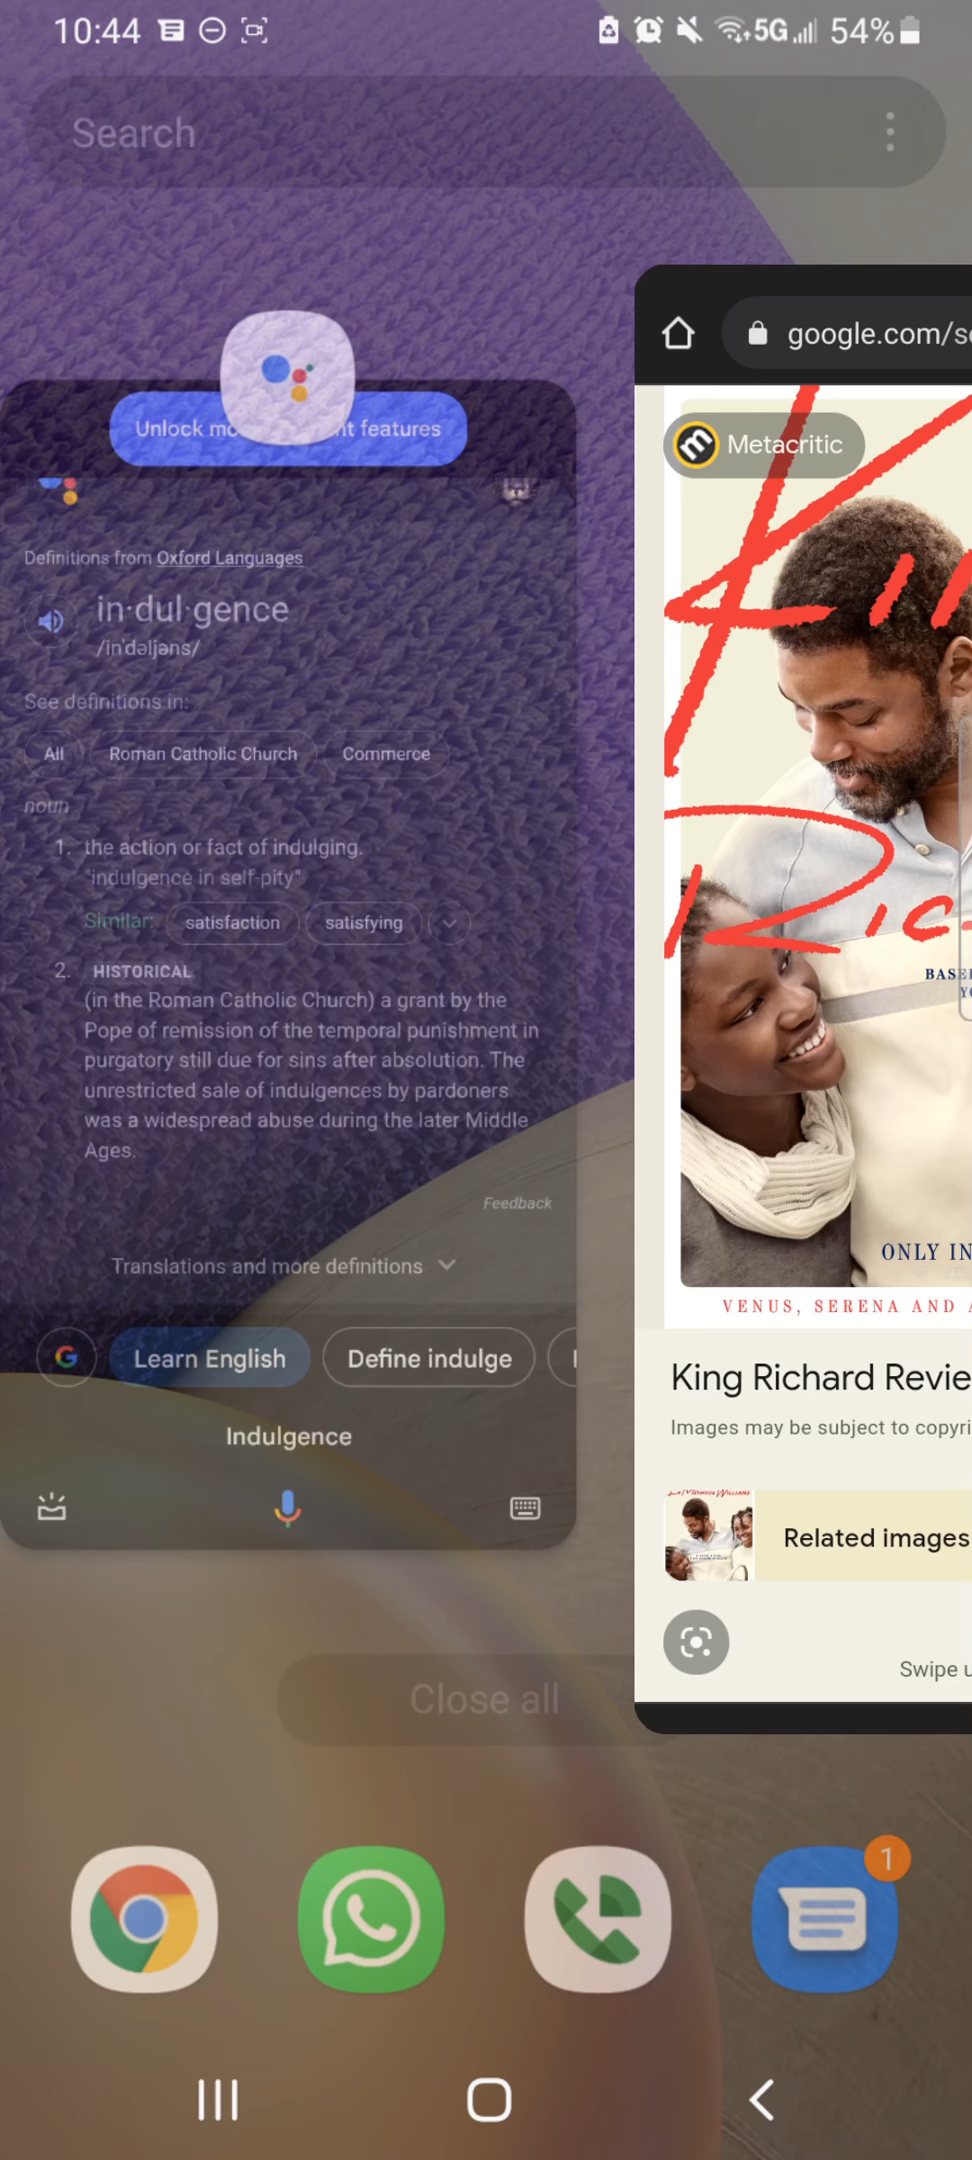 10:44
5G
54%
Search
google.com/s
Unlock
features
Metacritic
Definitions from Oxford Languages
in·dul·gence
/inˈdəljəns/
See definitions in:
All
Roman Catholic Church
Commerce
noun
1. the action or fact of indulging.
"indulgence in self-pity"
Similar:
satisfaction
satisfying
2. HISTORICAL
(in the Roman Catholic Church) a grant by the
Pope of remission of the temporal punishment in
purgatory still due for sins after absolution. The
unrestricted sale of indulgences by pardoners
was a widespread abuse during the later Middle
Ages.
Feedback
Translations and more definitions
G
Learn English
Define indulge
Indulgence
ONLY IN
VENUS, SERENA AND
King Richard Revie
Images may be subject to copyri
Related images
Swipe u
Close all
1